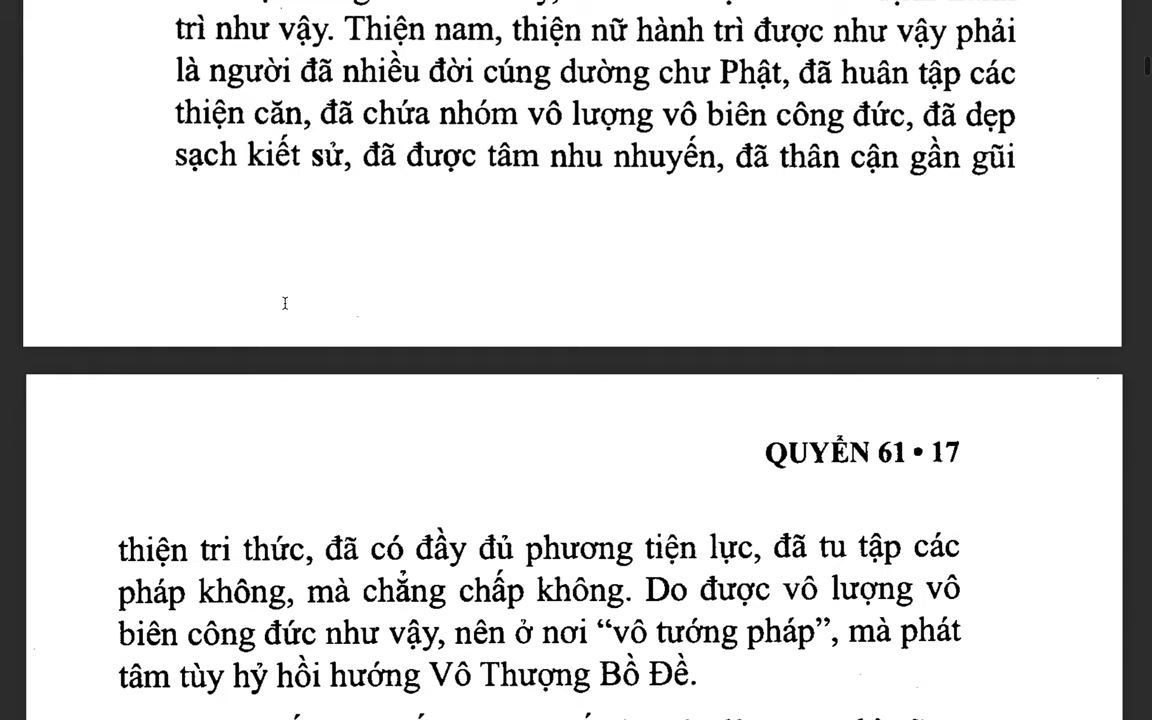 trì như vậy. Thiện nam, thiện nữ hành trì được như vậy phải
là người đã nhiều đời cúng dường chư Phật, đã huân tập các
thiện căn, đã chứa nhóm vô lượng vô biên công đức, đã dẹp
sạch kiết sử, đã được tâm nhu nhuyến, đã thân cận gần gũi
QUYỂN 61 • 17
thiện tri thức, đã có đầy đủ phương tiện lực, đã tu tập các
pháp không, mà chẳng chấp không. Do được vô lượng vô
biên công đức như vậy, nên ở nơi “vô tướng pháp”, mà phát
tâm tùy hỷ hồi hướng Vô Thượng Bồ Đề.